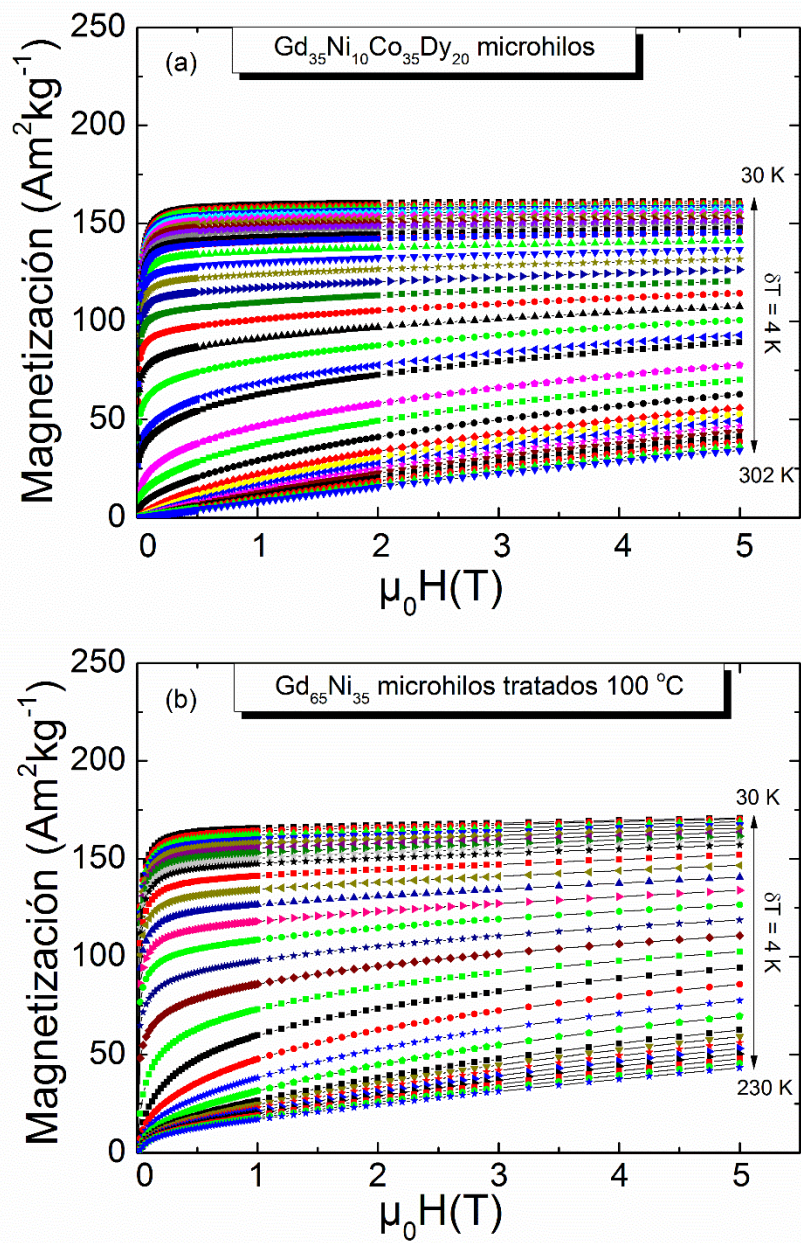 (a)
Gd35Ni10Co35Dy20 microhilos
250
200
150
100
50
0
Magnetización (Am²kg⁻¹)
30 K
δT = 4 K
302 K
0 1 2 3 4 5
μ₀H(T)
(b)
Gd65Ni35 microhilos tratados 100 °C
250
200
150
100
50
0
Magnetización (Am²kg⁻¹)
30 K
δT = 4 K
230 K
0 1 2 3 4 5
μ₀H(T)